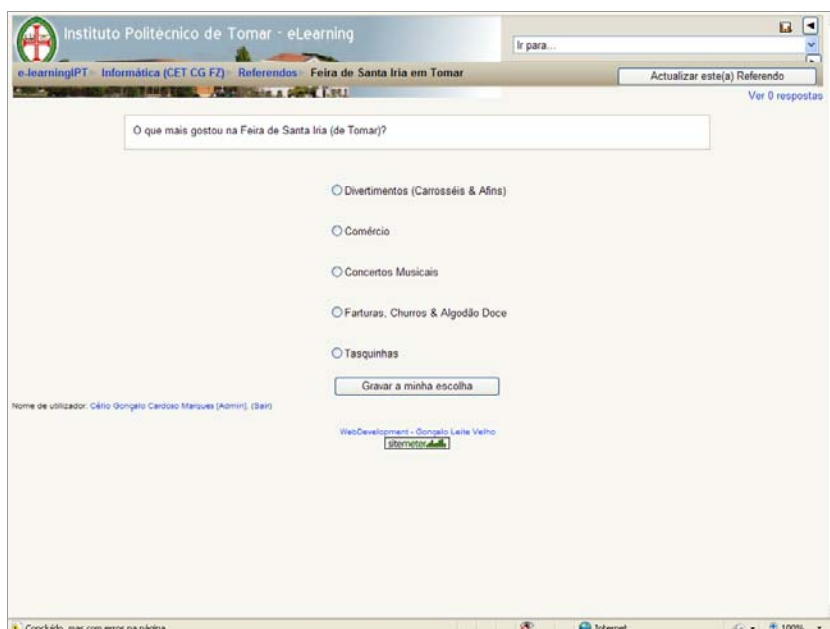 Instituto Politécnico de Tomar - eLearning
Ir para...
e-learningIPT Informática (CET CG FZ) Referendos Feira de Santa Iria em Tomar
Actualizar este(a) Referendo
Ver 0 respostas
O que mais gostou na Feira de Santa Iria (de Tomar)?
Divertimentos (Carrosséis & Afins)
Comércio
Concertos Musicais
Farturas, Churros & Algodão Doce
Tasquinhas
Gravar a minha escolha
Nome de utilizador: Célio Gonçalo Cardoso Marques [Admin]. (Sair)
WebDevelopment - Gonçalo Leite Velho
sitemeter
Concluído, mas com erros na página. Internet 100%